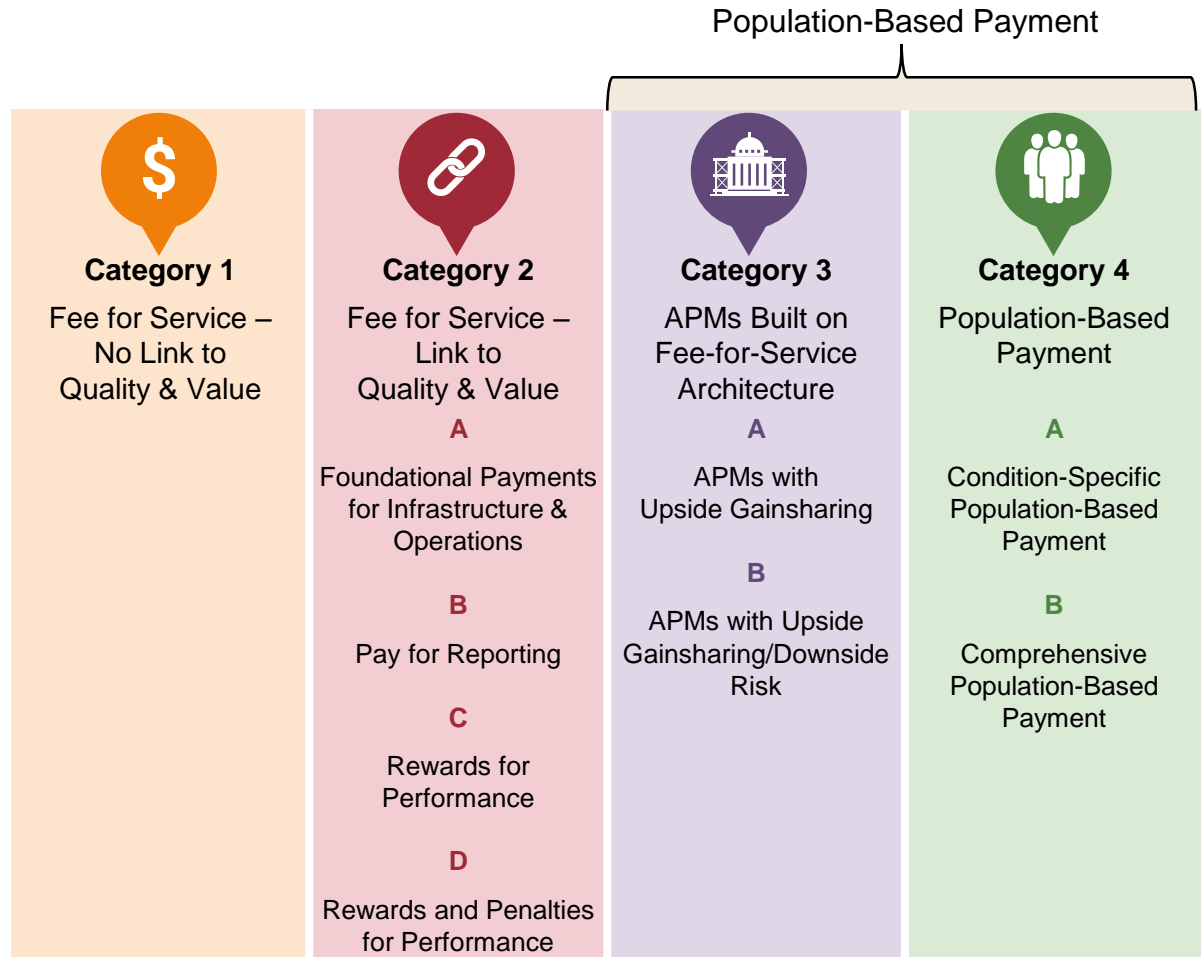 Population-Based Payment
$
Category 1
Fee for Service –
No Link to
Quality & Value
Category 2
Fee for Service –
Link to
Quality & Value
A
Foundational Payments
for Infrastructure &
Operations
B
Pay for Reporting
C
Rewards for
Performance
D
Rewards and Penalties
for Performance
Category 3
APMs Built on
Fee-for-Service
Architecture
A
APMs with
Upside Gainsharing
B
APMs with Upside
Gainsharing/Downside
Risk
Category 4
Population-Based
Payment
A
Condition-Specific
Population-Based
Payment
B
Comprehensive
Population-Based
Payment